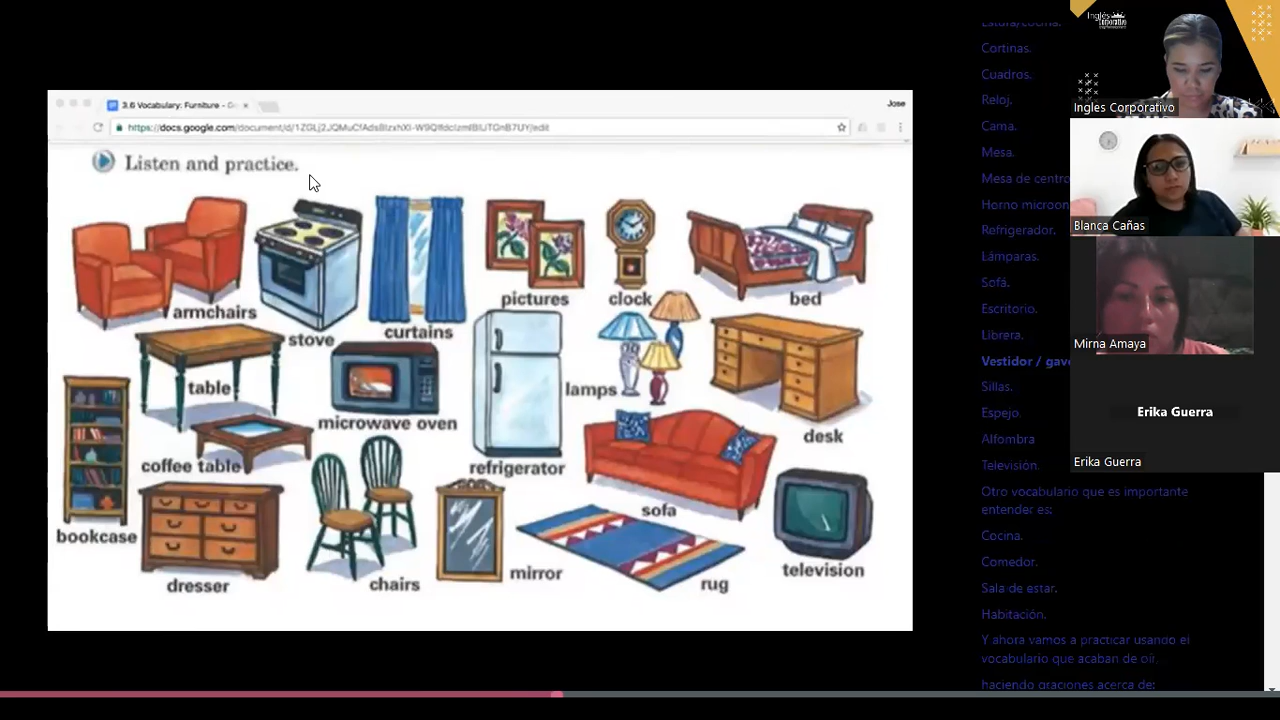 3.6 Vocabulary: Furniture -
Jose
Listen and practice.
armchairs
stove
curtains
pictures
clock
bed
table
microwave oven
refrigerator
lamps
desk
coffee table
bookcase
dresser
chairs
mirror
sofa
rug
television
Cortinas.
Cuadros.
Reloj.
Cama.
Mesa.
Mesa de centro
Horno
Refrigerador.
Lámparas.
Sofá.
Escritorio.
Librera.
Vestidor /
Sillas.
Espejo.
Alfombra
Televisión.
Otro vocabulario que es importante
entender es:
Cocina.
Comedor.
Sala de estar.
Habitación.
Y ahora vamos a practicar usando el
vocabulario que acaban de oír,
haciendo oraciones acerca de:
Inglés
Corporativo
Ingles Corporativo
Blanca Cañas
Mirna Amaya
Erika Guerra
Erika Guerra